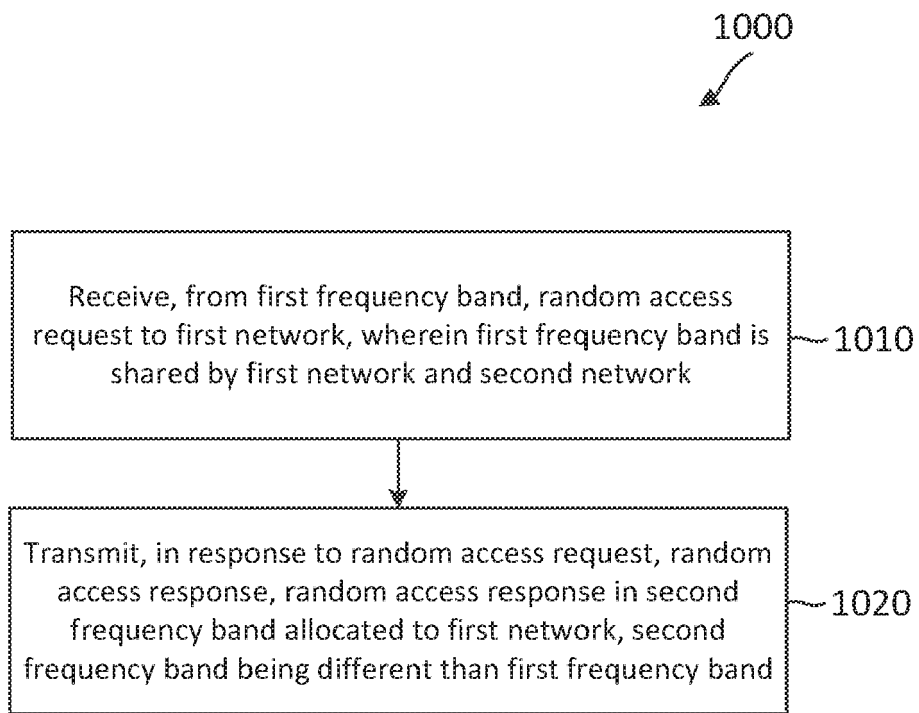 1000
Receive, from first frequency band, random access
request to first network, wherein first frequency band is
shared by first network and second network
1010
Transmit, in response to random access request, random
access response, random access response in second
frequency band allocated to first network, second
frequency band being different than first frequency band
1020